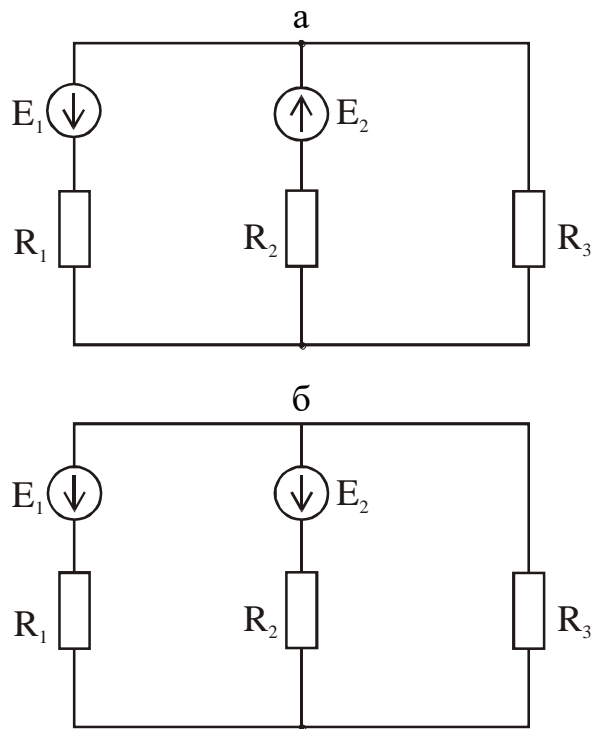 а
E₁
E₂
R₁
R₂
R₃
б
E₁
E₂
R₁
R₂
R₃